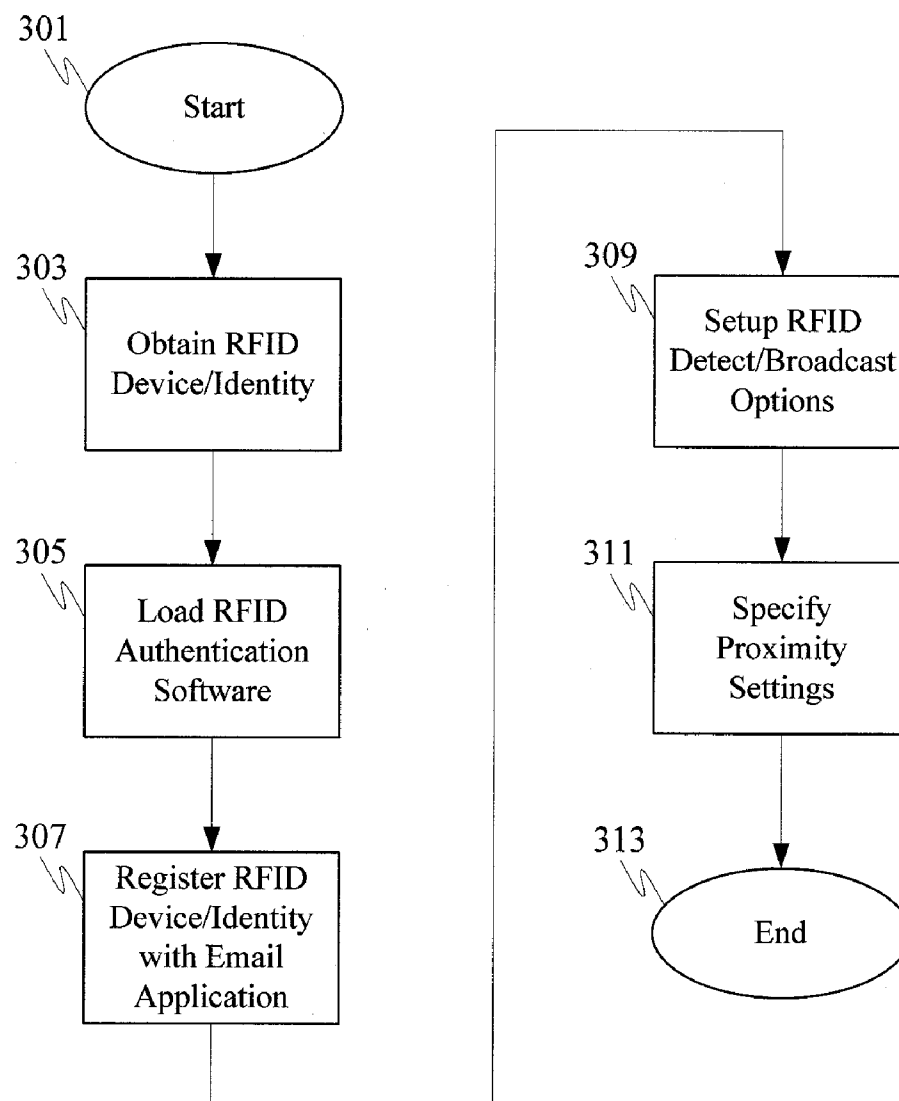 301
Start
303
Obtain RFID
Device/Identity
305
Load RFID
Authentication
Software
307
Register RFID
Device/Identity
with Email
Application
309
Setup RFID
Detect/Broadcast
Options
311
Specify
Proximity
Settings
313
End